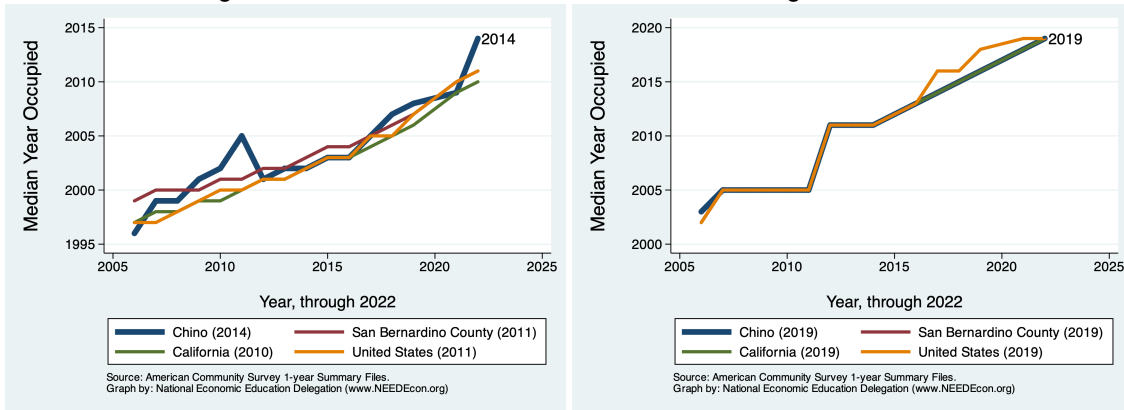 Median Year Occupied
2015
2010
2005
2000
1995
2014
2005
2010
2015
2020
2025
Year, through 2022
Chino (2014)
San Bernardino County (2011)
California (2010)
United States (2011)
Source: American Community Survey 1-year Summary Files.
Graph by: National Economic Education Delegation (www.NEEDEcon.org)
Median Year Occupied
2020
2015
2010
2005
2000
2019
2005
2010
2015
2020
2025
Year, through 2022
Chino (2019)
San Bernardino County (2019)
California (2019)
United States (2019)
Source: American Community Survey 1-year Summary Files.
Graph by: National Economic Education Delegation (www.NEEDEcon.org)